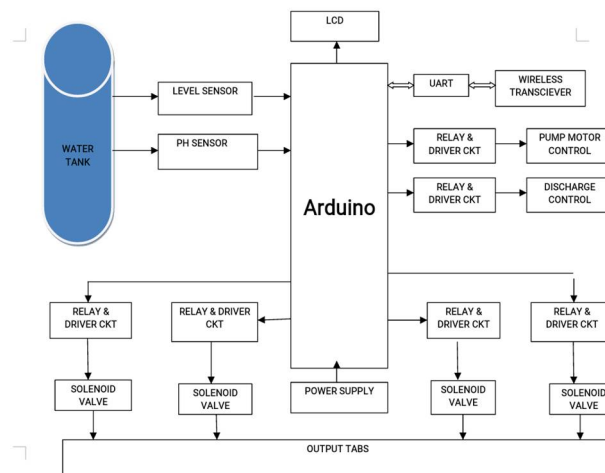 LCD
LEVEL SENSOR
UART
WIRELESS
TRANSCIEVER
WATER
TANK
PH SENSOR
RELAY &
DRIVER CKT
PUMP MOTOR
CONTROL
RELAY &
DRIVER CKT
DISCHARGE
CONTROL
Arduino
RELAY &
DRIVER CKT
RELAY & DRIVER
CKT
RELAY &
DRIVER CKT
RELAY &
DRIVER CKT
SOLENOID
VALVE
SOLENOID
VALVE
POWER SUPPLY
SOLENOID
VALVE
SOLENOID
VALVE
OUTPUT TABS